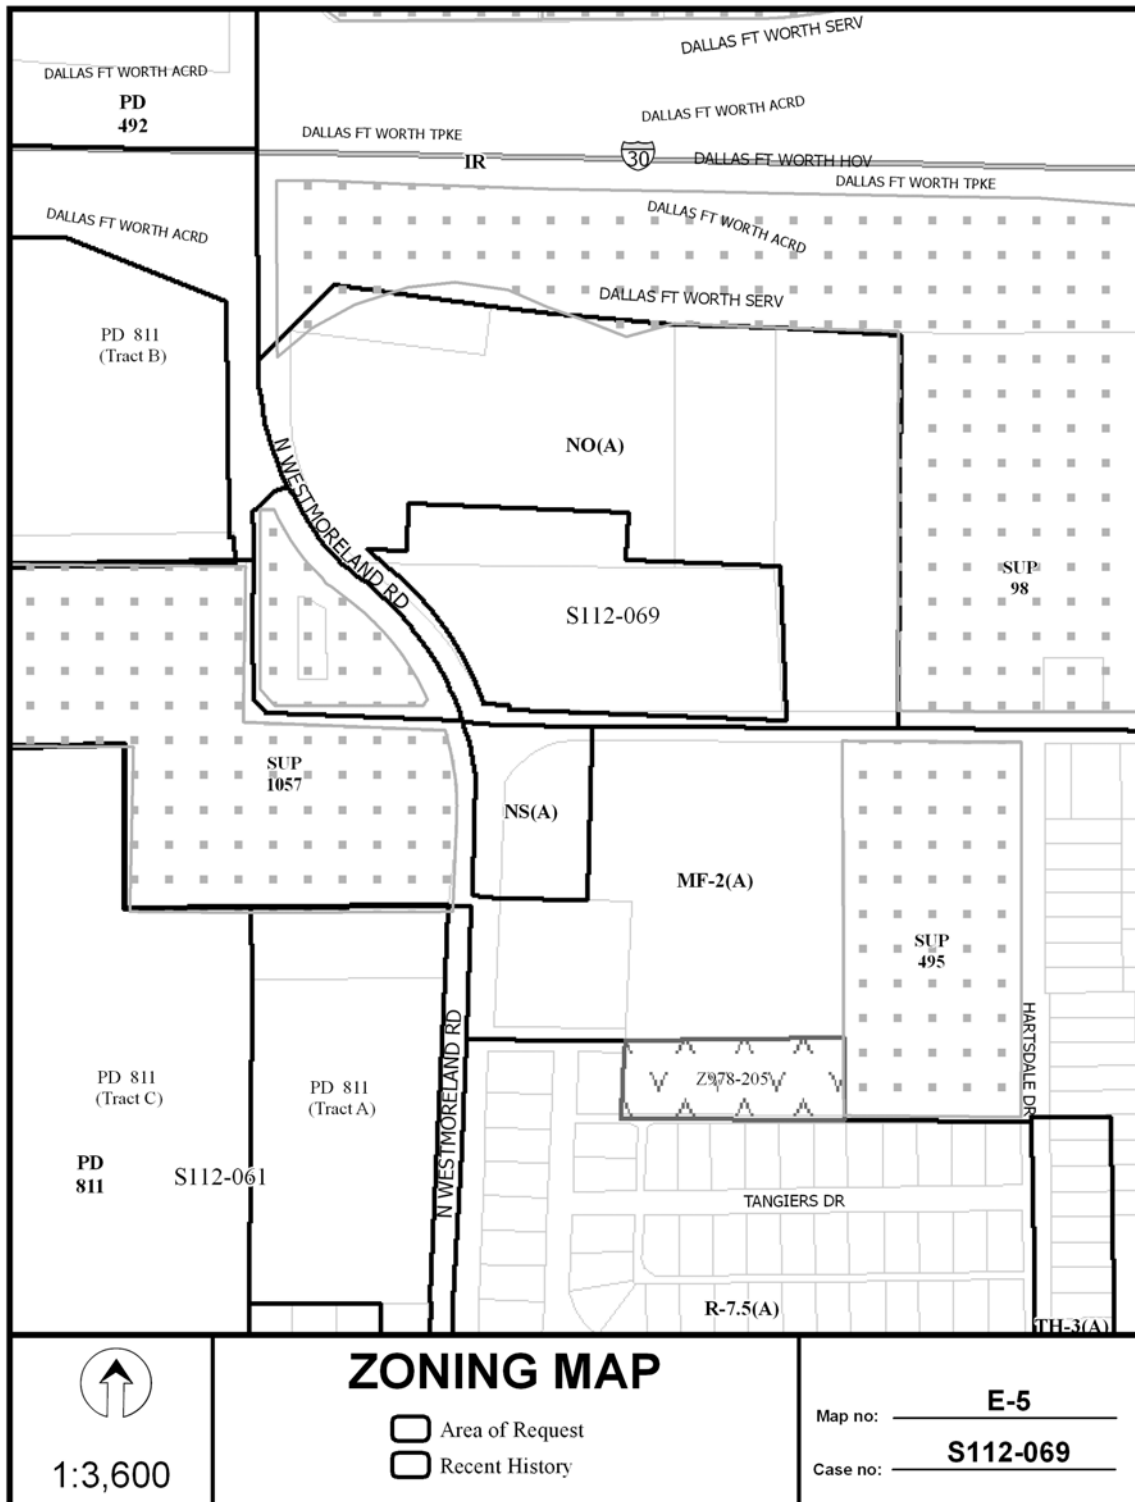 DALLAS FT WORTH SERV
DALLAS FT WORTH ACRD
PD
492
DALLAS FT WORTH ACRD
DALLAS FT WORTH TPKE
IR
30
DALLAS FT WORTH HOV
DALLAS FT WORTH TPKE
DALLAS FT WORTH ACRD
DALLAS FT WORTH ACRD
DALLAS FT WORTH SERV
PD 811
(Tract B)
NO(A)
N WESTMORELAND RD
SUP
98
S112-069
SUP
1057
NS(A)
MF-2(A)
SUP
495
HARTSDALE DR
N WESTMORELAND RD
Z978-205
PD 811
(Tract C)
PD 811
(Tract A)
PD
811
S112-061
TANGIERS DR
R-7.5(A)
TH-3(A)
1:3,600
ZONING MAP
Area of Request
Recent History
Map no: E-5
Case no: S112-069